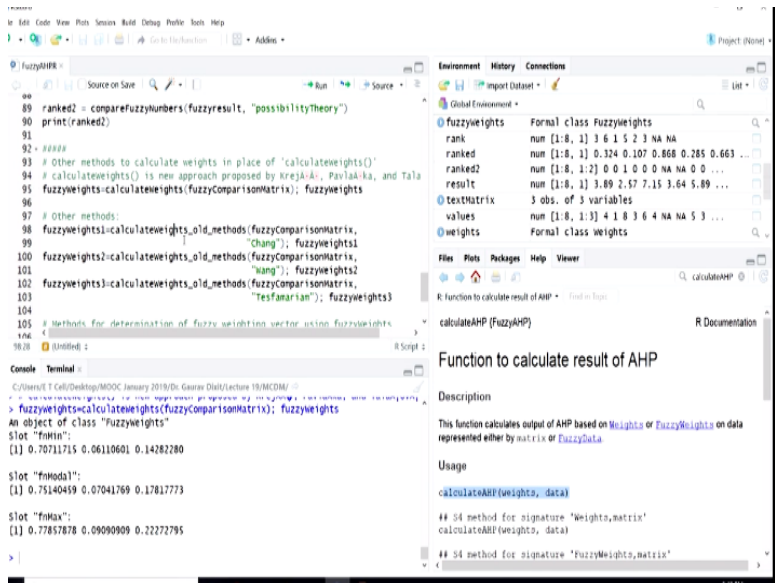 Edit Code View Plots Session Build Debug Profile Tools Help
Go to file/function
Addins
Project: (None)
FuzzyAHPR
Source on Save
Run
Source
89 ranked2 = compareFuzzyNumbers(fuzzyresult, "possibilityTheory")
90 print(ranked2)
91
92 #####
93 # Other methods to calculate weights in place of 'calculateWeights()'
94 # calculateWeights() is new approach proposed by
95 fuzzyWeights=calculateWeights(fuzzyComparisonMatrix); fuzzyWeights
96
97 # Other methods:
98 fuzzyWeights1=calculateWeights_old_methods(fuzzyComparisonMatrix,
99 "Chang"); fuzzyWeights1
100 fuzzyWeights2=calculateWeights_old_methods(fuzzyComparisonMatrix,
101 "Wang"); fuzzyWeights2
102 fuzzyWeights3=calculateWeights_old_methods(fuzzyComparisonMatrix,
103 "Tesfamarian"); fuzzyWeights3
104
105 # Methods for determination of fuzzy weighting vector using fuzzyweights
106
98:28 (Untitled) R Script
Console Terminal
C:/Users/E T Cell/Desktop/MOOC January 2019/Dr. Gaurav Dixit/Lecture 19/MCDM/
> fuzzyWeights=calculateWeights(fuzzyComparisonMatrix); fuzzyWeights
An object of class "FuzzyWeights"
Slot "fnMin":
[1] 0.70711715 0.06110601 0.14282280
Slot "fnModal":
[1] 0.75140459 0.07041769 0.17817773
Slot "fnMax":
[1] 0.77857878 0.09090909 0.22272795
>
Environment History Connections
Import Dataset
List
Global Environment
fuzzyweights Formal class FuzzyWeights
rank num [1:8, 1] 3 6 1 5 2 3 NA NA
ranked num [1:8, 1] 0.324 0.107 0.868 0.285 0.663 ...
ranked2 num [1:8, 1:2] 0 0 1 0 0 0 NA NA 0 0 ...
result num [1:8, 1] 3.89 2.57 7.15 3.64 5.89 ...
textMatrix 3 obs. of 3 variables
values num [1:8, 1:3] 4 1 8 3 6 4 NA NA 5 3 ...
weights Formal class Weights
Files Plots Packages Help Viewer
calculateAHP
R: Function to calculate result of AHP
Find in Topic
calculateAHP {FuzzyAHP} R Documentation
Function to calculate result of AHP
Description
This function calculates output of AHP based on Weights or FuzzyWeights on data
represented either by matrix or FuzzyData.
Usage
calculateAHP(weights, data)
## S4 method for signature 'Weights,matrix'
calculateAHP(weights, data)
## S4 method for signature 'FuzzyWeights,matrix'